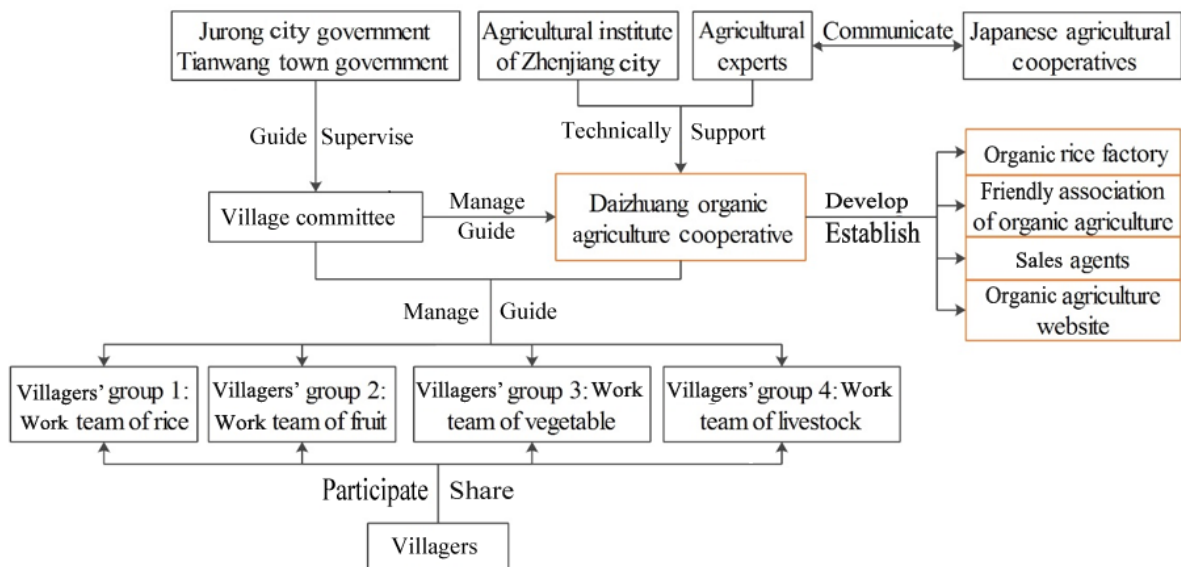 Jurong city government
Tianwang town government
Agricultural institute
of Zhenjiang city
Agricultural
experts
Communicate
Japanese agricultural
cooperatives
Guide Supervise
Technically Support
Village committee
Manage
Guide
Daizhuang organic
agriculture cooperative
Develop
Establish
Organic rice factory
Friendly association
of organic agriculture
Sales agents
Organic agriculture
website
Manage Guide
Villagers' group 1:
Work team of rice
Villagers' group 2:
Work team of fruit
Villagers' group 3: Work
team of vegetable
Villagers' group 4: Work
team of livestock
Participate Share
Villagers